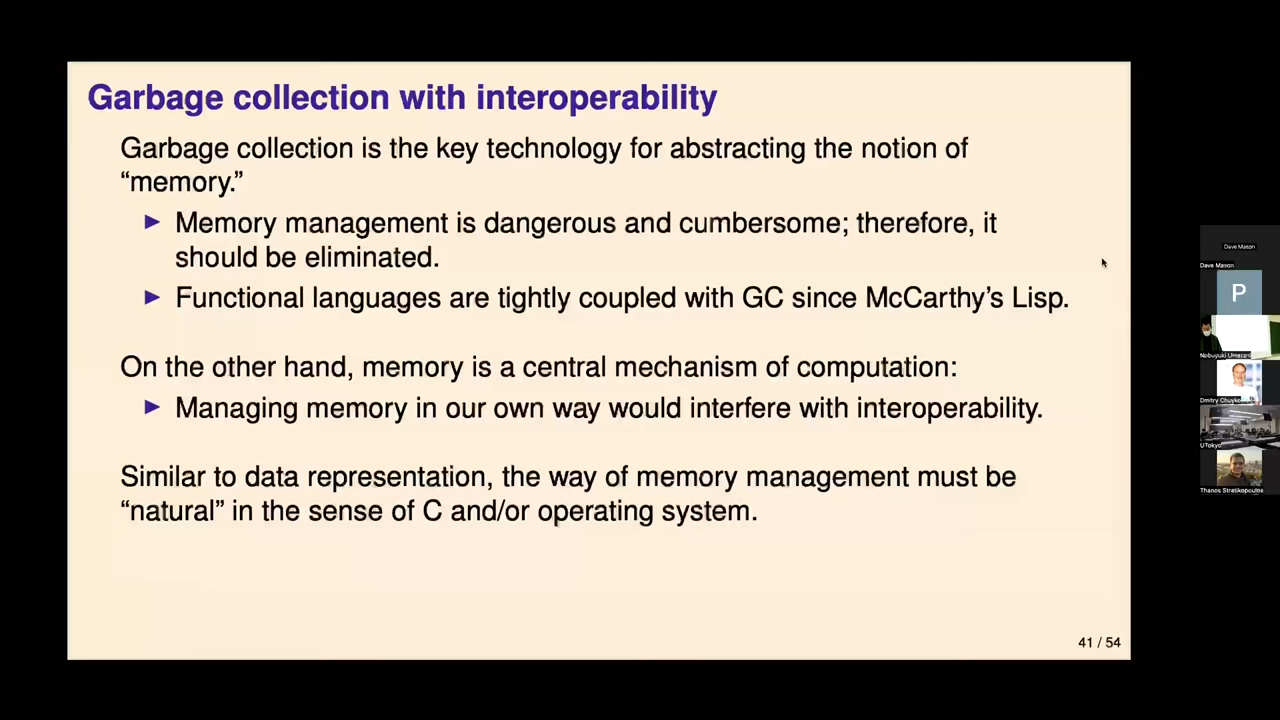 Garbage collection with interoperability
Garbage collection is the key technology for abstracting the notion of
“memory.”
Memory management is dangerous and cumbersome; therefore, it
should be eliminated.
Functional languages are tightly coupled with GC since McCarthy’s Lisp.
On the other hand, memory is a central mechanism of computation:
Managing memory in our own way would interfere with interoperability.
Similar to data representation, the way of memory management must be
“natural” in the sense of C and/or operating system.
41 / 54
Dave Mason
Dave Mason
P
Nobuyuki
Dmitry
UTokyo
Thanos Stratikopoulos